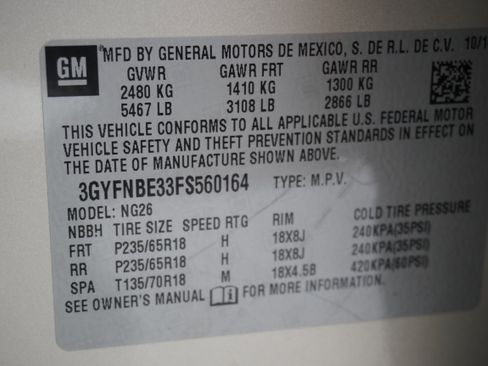 GM
MFD BY GENERAL MOTORS DE MEXICO, S. DE R.L. DE C.V. 10/1
GVWR GAWR FRT GAWR RR
2480 KG 1410 KG 1300 KG
5467 LB 3108 LB 2866 LB
THIS VEHICLE CONFORMS TO ALL APPLICABLE U.S. FEDERAL MOTOR
VEHICLE SAFETY AND THEFT PREVENTION STANDARDS IN EFFECT ON
THE DATE OF MANUFACTURE SHOWN ABOVE.
3GYFNBE33FS560164 TYPE: M.P.V.
MODEL: NG26
NBBH TIRE SIZE SPEED RTG RIM COLD TIRE PRESSURE
FRT P235/65R18 H 18X8J 240KPA(35PSI)
RR P235/65R18 H 18X8J 240KPA(35PSI)
SPA T135/70R18 M 18X4.5B 420KPA(60PSI)
SEE OWNER'S MANUAL FOR MORE INFORMATION.